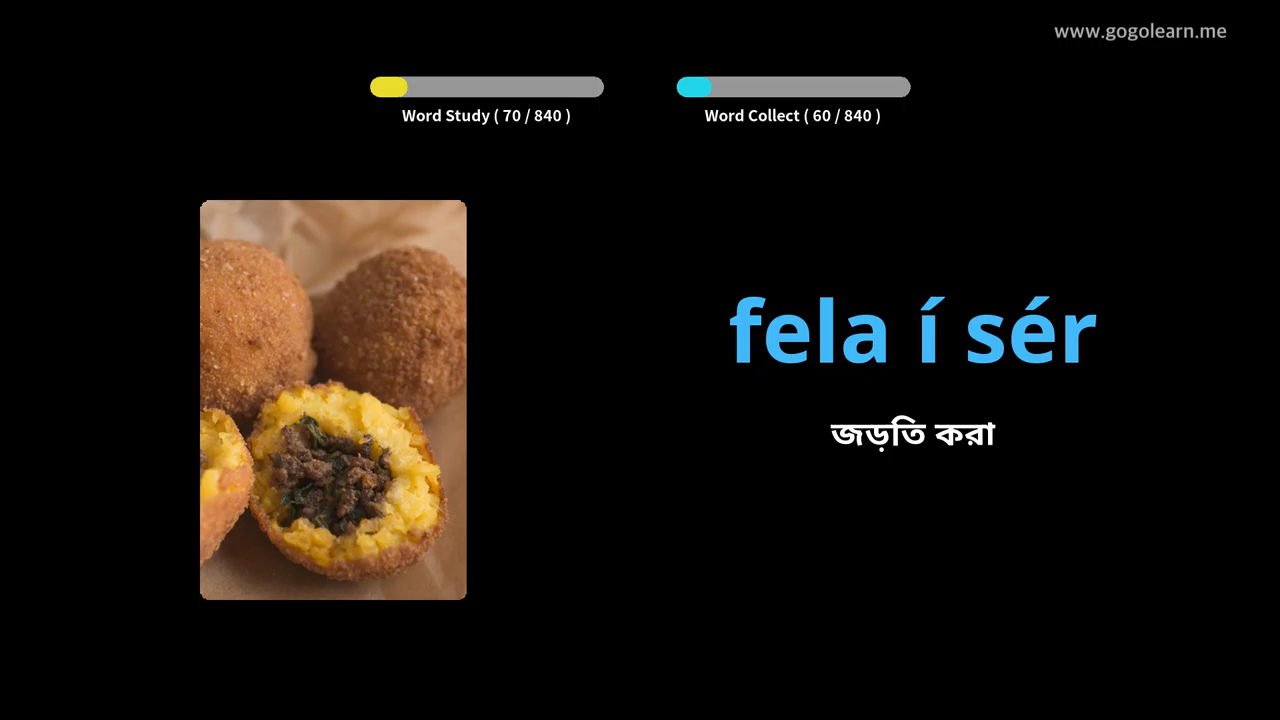 www.gogolearn.me
Word Study ( 70 / 840 )
Word Collect ( 60 / 840 )
fela í sér
জড়তি করা